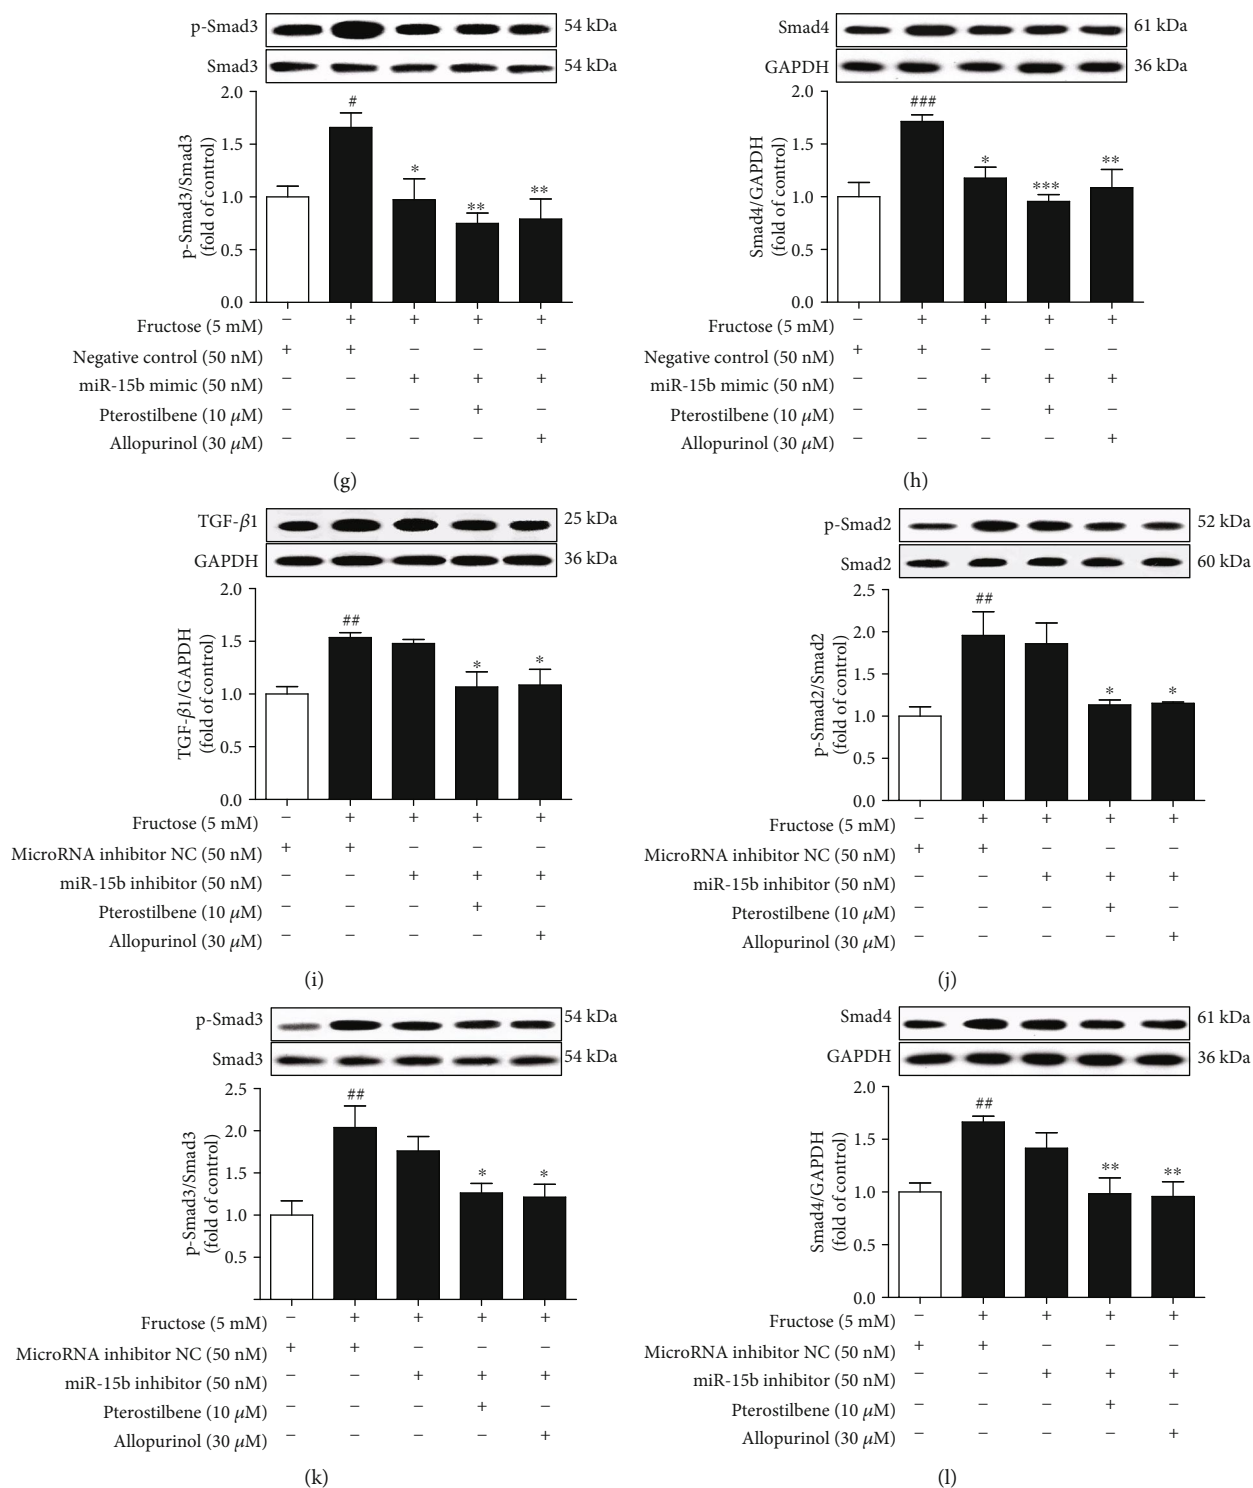 p-Smad3 54 kDa
Smad3 54 kDa
2.0
1.5
1.0
0.5
0.0
p-Smad3/Smad3
(fold of control)
#
*
**
**
Fructose (5 mM) − + + + +
Negative control (50 nM) + + − − −
miR-15b mimic (50 nM) − − + + +
Pterostilbene (10 μM) − − − + −
Allopurinol (30 μM) − − − − +
(g)
Smad4 61 kDa
GAPDH 36 kDa
2.0
1.5
1.0
0.5
0.0
Smad4/GAPDH
(fold of control)
###
*
***
**
Fructose (5 mM) − + + + +
Negative control (50 nM) + + − − −
miR-15b mimic (50 nM) − − + + +
Pterostilbene (10 μM) − − − + −
Allopurinol (30 μM) − − − − +
(h)
TGF-β1 25 kDa
GAPDH 36 kDa
2.0
1.5
1.0
0.5
0.0
TGF-β1/GAPDH
(fold of control)
##
*
*
Fructose (5 mM) − + + + +
MicroRNA inhibitor NC (50 nM) + + − − −
miR-15b inhibitor (50 nM) − − + + +
Pterostilbene (10 μM) − − − + −
Allopurinol (30 μM) − − − − +
(i)
p-Smad2 52 kDa
Smad2 60 kDa
2.5
2.0
1.5
1.0
0.5
0.0
p-Smad2/Smad2
(fold of control)
##
*
*
Fructose (5 mM) − + + + +
MicroRNA inhibitor NC (50 nM) + + − − −
miR-15b inhibitor (50 nM) − − + + +
Pterostilbene (10 μM) − − − + −
Allopurinol (30 μM) − − − − +
(j)
p-Smad3 54 kDa
Smad3 54 kDa
2.5
2.0
1.5
1.0
0.5
p-Smad3/Smad3
(fold of control)
##
*
*
Fructose (5 mM) − + + + +
MicroRNA inhibitor NC (50 nM) + + − − −
miR-15b inhibitor (50 nM) − − + + +
Pterostilbene (10 μM) − − − + −
Allopurinol (30 μM) − − − − +
(k)
Smad4 61 kDa
GAPDH 36 kDa
2.0
1.5
1.0
0.5
0.0
Smad4/GAPDH
(fold of control)
##
**
**
Fructose (5 mM) − + + + +
MicroRNA inhibitor NC (50 nM) + + − − −
miR-15b inhibitor (50 nM) − − + + +
Pterostilbene (10 μM) − − − + −
Allopurinol (30 μM) − − − − +
(l)